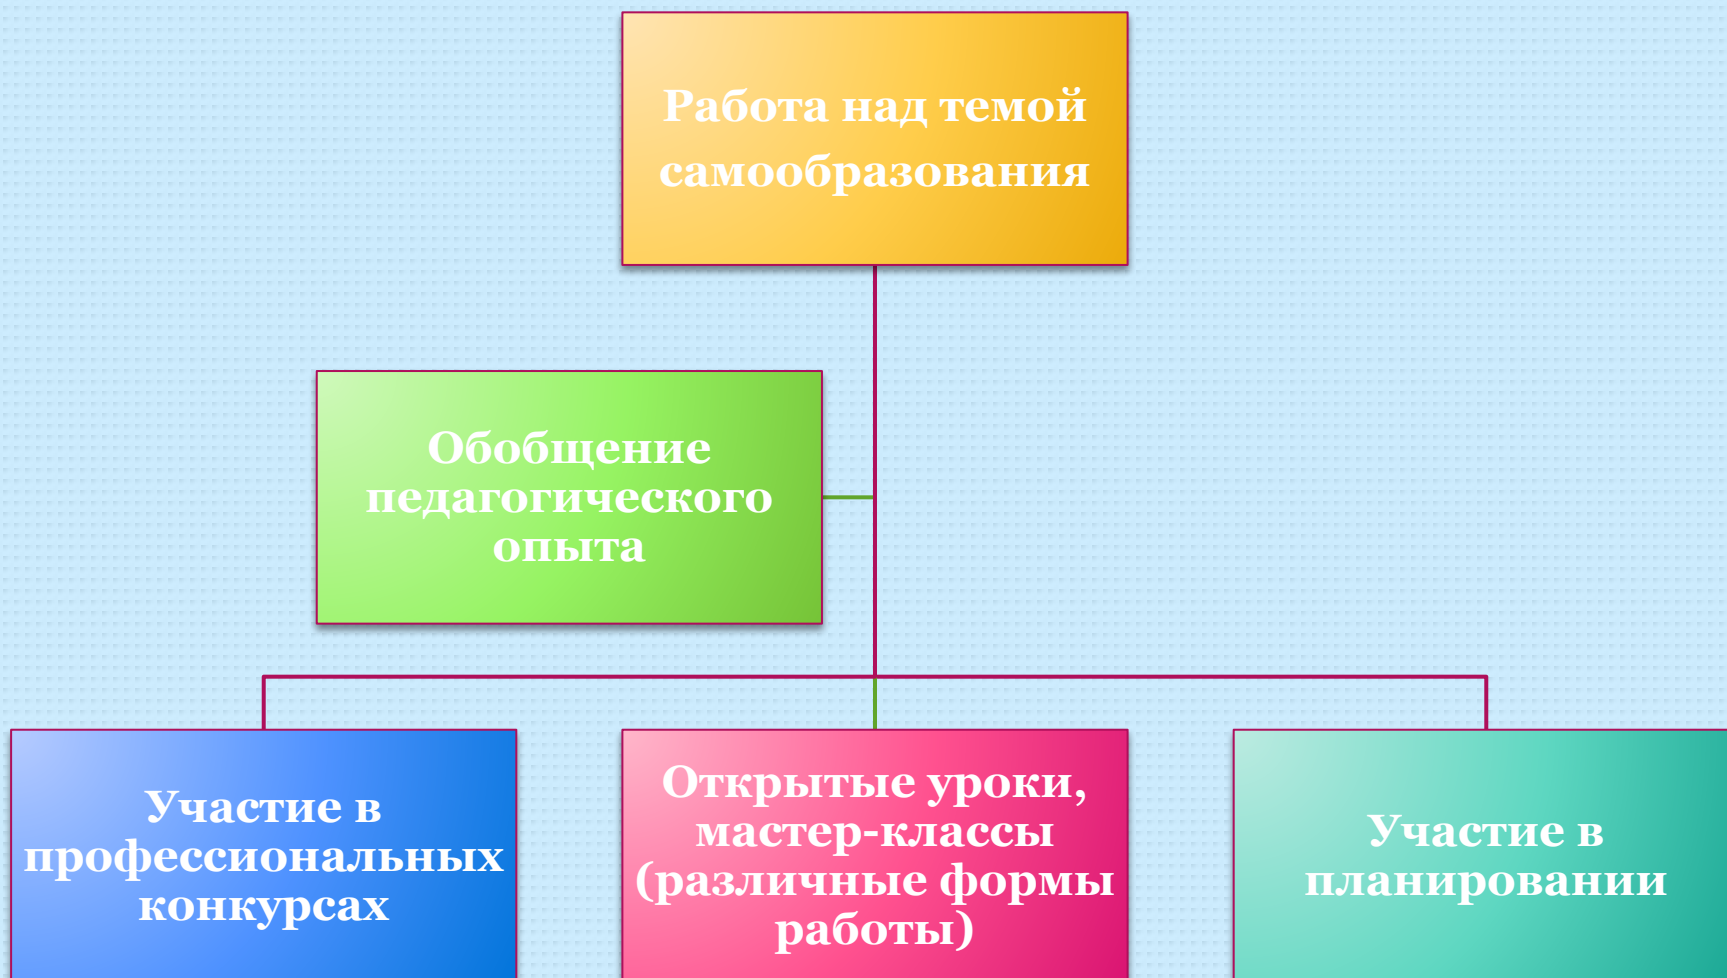 Работа над темой
самообразования
Обобщение
педагогического
опыта
Участие в
профессиональных
конкурсах
Открытые уроки,
мастер-классы
(различные формы
работы)
Участие в
планировании